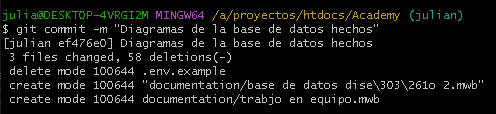 julia@DESKTOP-4VRGI2M MINGW64 /a/proyectos/htdocs/Academy (julian)
$ git commit -m "Diagramas de la base de datos hechos"
[julian ef476e0] Diagramas de la base de datos hechos
 3 files changed, 58 deletions(-)
 delete mode 100644 .env.example
 create mode 100644 "documentation/base de datos dise\303\261o 2.mwb"
 create mode 100644 documentation/trabjo en equipo.mwb